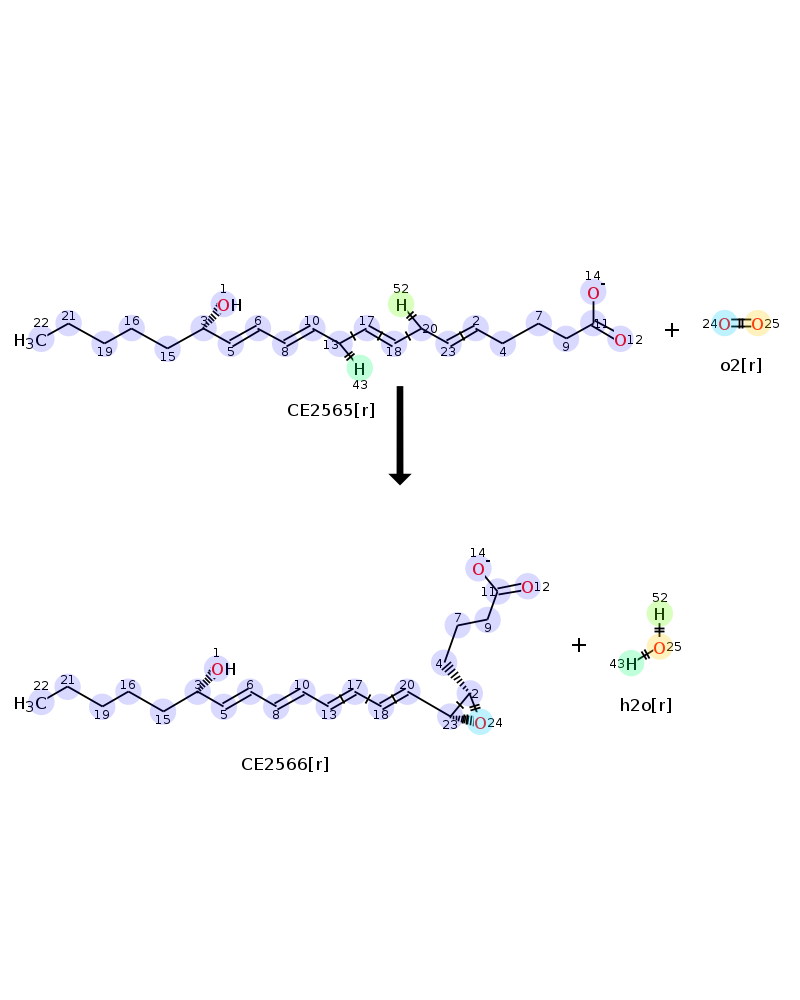 52
1
14
O-
H
OH
22 21 16 3 6 10 17 20 2 7 11
24O O25
H3C 19 15 5 8 13 18 23 4 9 O12
o2[r]
H
43
CE2565[r] + 
14
O-
11 O12
7 9
52
H
1
4
+
OH
43H O25
22 21 16 3 6 10 17 20 2
H3C 19 15 5 8 13 18 23 O24
h2o[r]
CE2566[r]